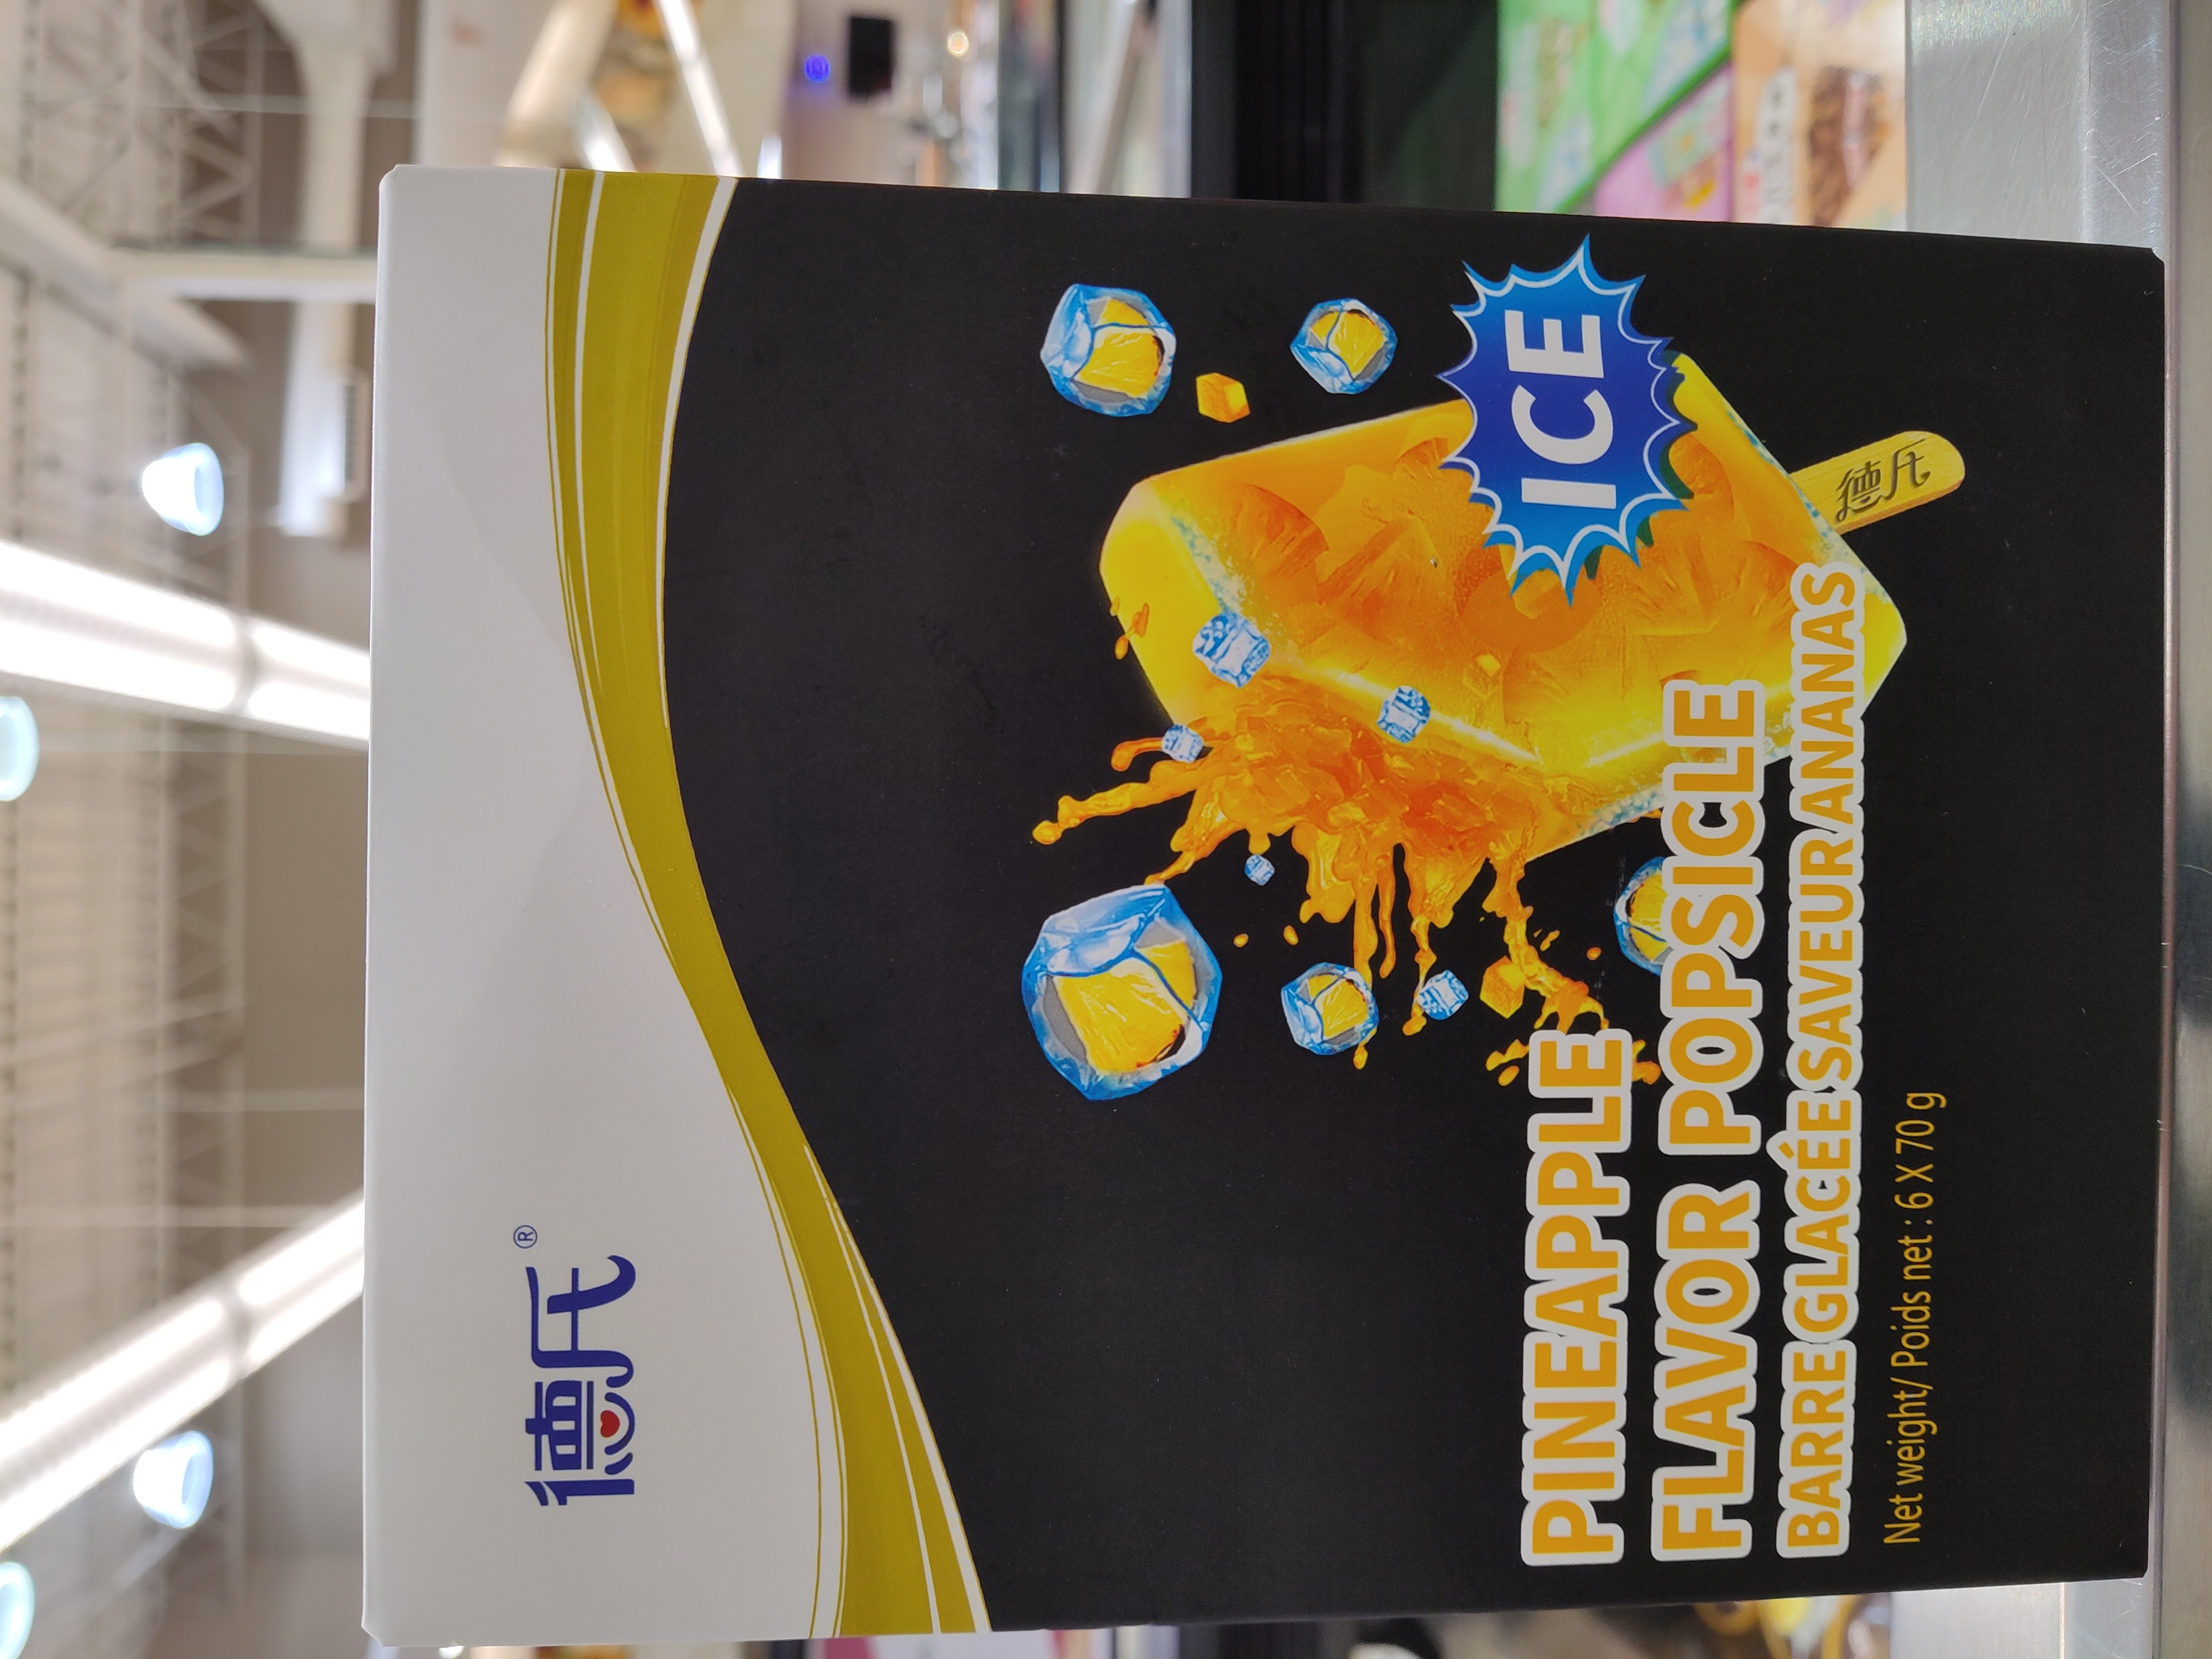 德氏®
ICE
德氏
PINEAPPLE
FLAVOR POPSICLE
BARRE GLACÉE SAVEUR ANANAS
Net weight/ Poids net : 6 X 70 g